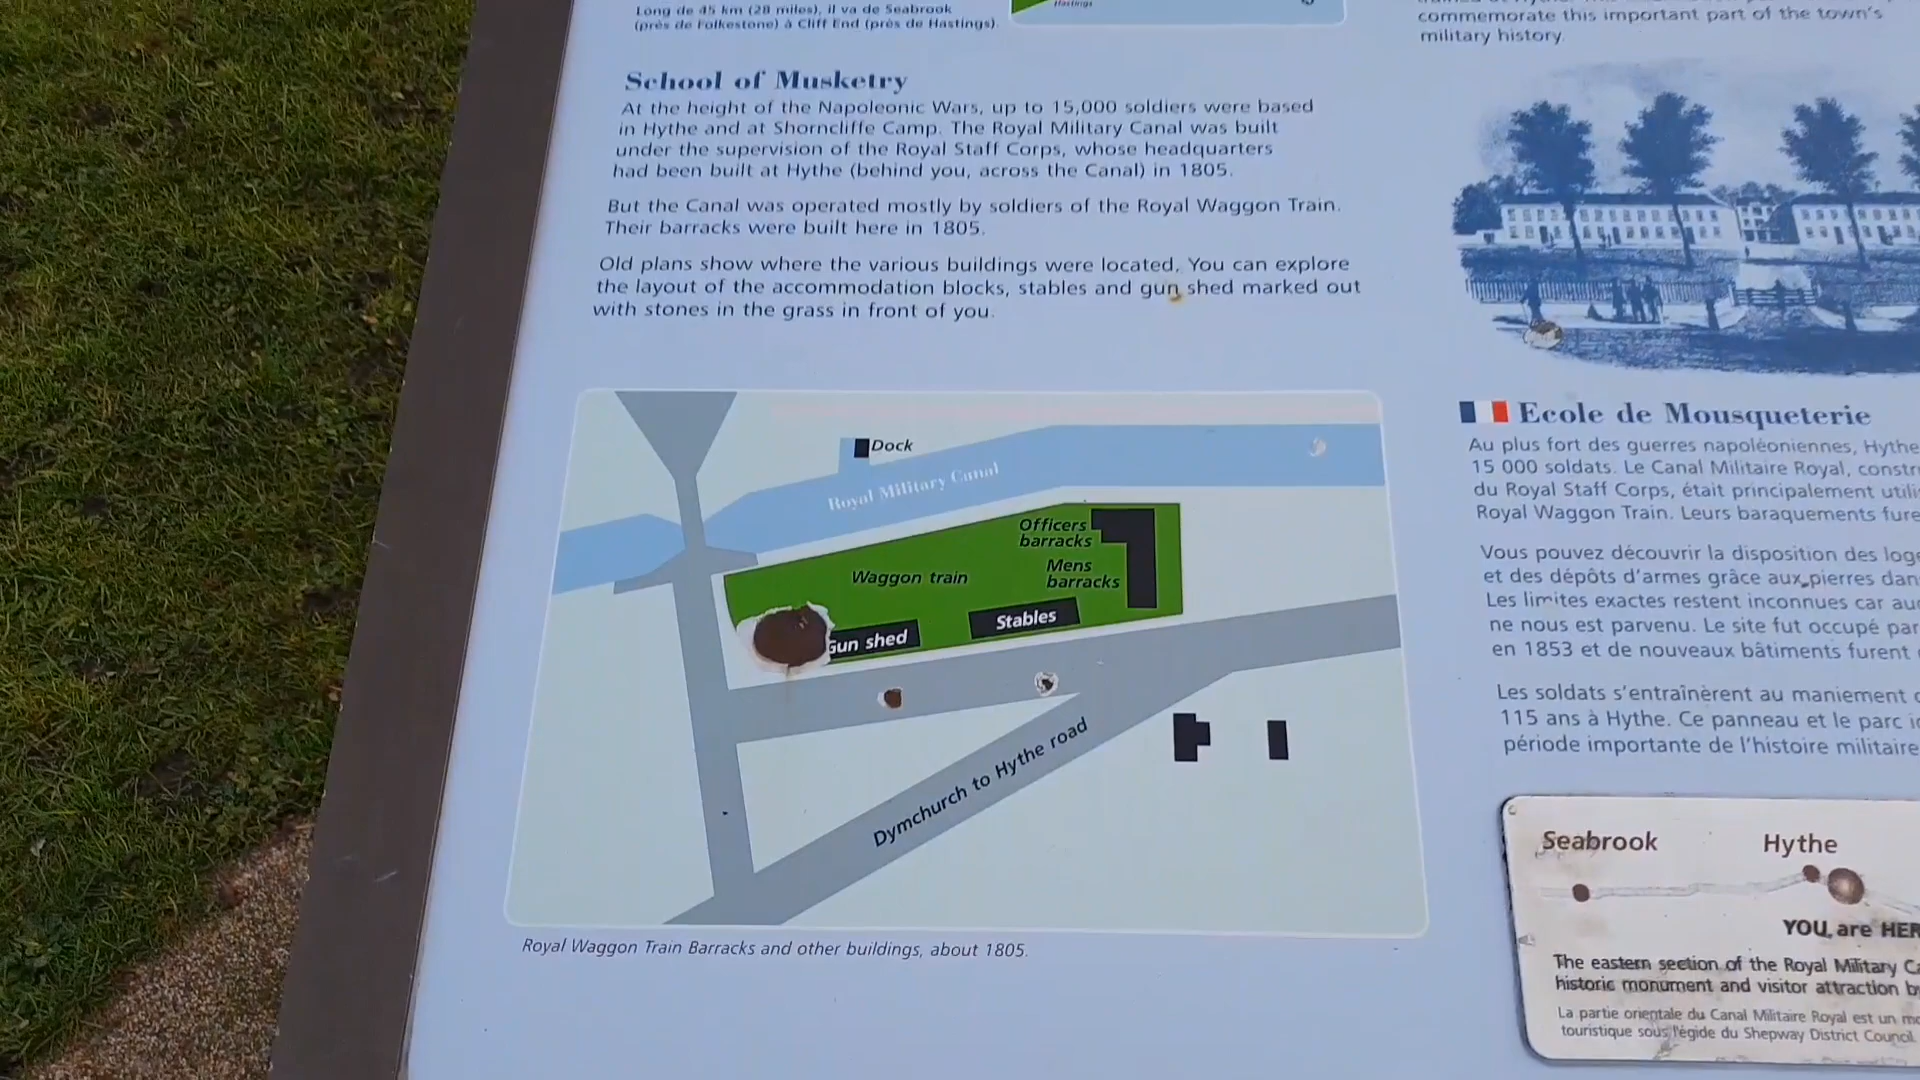 Long de 45 km (28 miles), il va de Seabrook
(près de Folkestone) à Cliff End (près de Hastings).
Hastings
commemorate this important part of the town's
military history.
School of Musketry
At the height of the Napoleonic Wars, up to 15,000 soldiers were based
in Hythe and at Shorncliffe Camp. The Royal Military Canal was built
under the supervision of the Royal Staff Corps, whose headquarters
had been built at Hythe (behind you, across the Canal) in 1805.
But the Canal was operated mostly by soldiers of the Royal Waggon Train.
Their barracks were built here in 1805.
Old plans show where the various buildings were located. You can explore
the layout of the accommodation blocks, stables and gun shed marked out
with stones in the grass in front of you.
Dock
Royal Military Canal
Officers
barracks
Mens
barracks
Waggon train
Stables
Gun shed
Dymchurch to Hythe road
Royal Waggon Train Barracks and other buildings, about 1805.
Ecole de Mousqueterie
Au plus fort des guerres napoléoniennes, Hythe
15 000 soldats. Le Canal Militaire Royal, constr
du Royal Staff Corps, était principalement utili
Royal Waggon Train. Leurs baraquements fure
Vous pouvez découvrir la disposition des log
et des dépôts d'armes grâce aux pierres dan
Les limites exactes restent inconnues car au
ne nous est parvenu. Le site fut occupé par
en 1853 et de nouveaux bâtiments furent
Les soldats s'entraînèrent au maniement
115 ans à Hythe. Ce panneau et le parc
période importante de l'histoire militaire
Seabrook
Hythe
YOU are HER
The eastern section of the Royal Military Ca
historic monument and visitor attraction b
La partie orientale du Canal Militaire Royal est un mo
touristique sous l'égide du Shepway District Council.